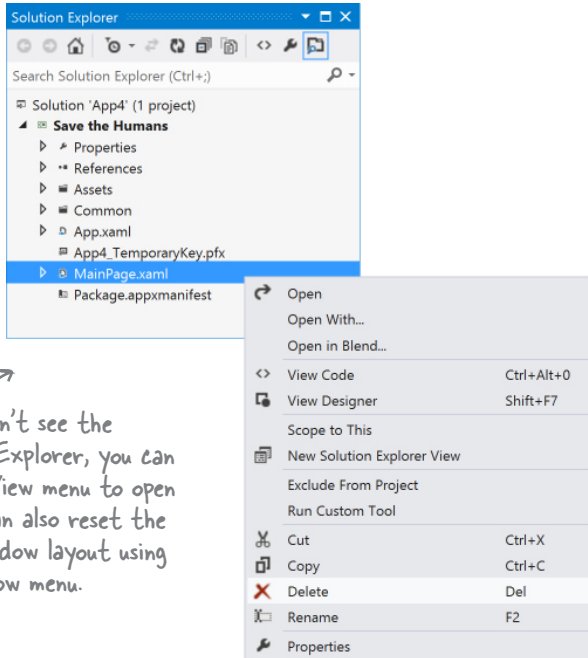 Solution Explorer
Search Solution Explorer (Ctrl+;)
Solution 'App4' (1 project)
Save the Humans
Properties
References
Assets
Common
App.xaml
App4_TemporaryKey.pfx
MainPage.xaml
Package.appxmanifest
Open
Open With...
Open in Blend...
View Code Ctrl+Alt+0
View Designer Shift+F7
Scope to This
New Solution Explorer View
Exclude From Project
Run Custom Tool
Cut Ctrl+X
Copy Ctrl+C
Delete Del
Rename F2
Properties
n't see the
Explorer, you can
View menu to open
an also reset the
dow layout using
ow menu.